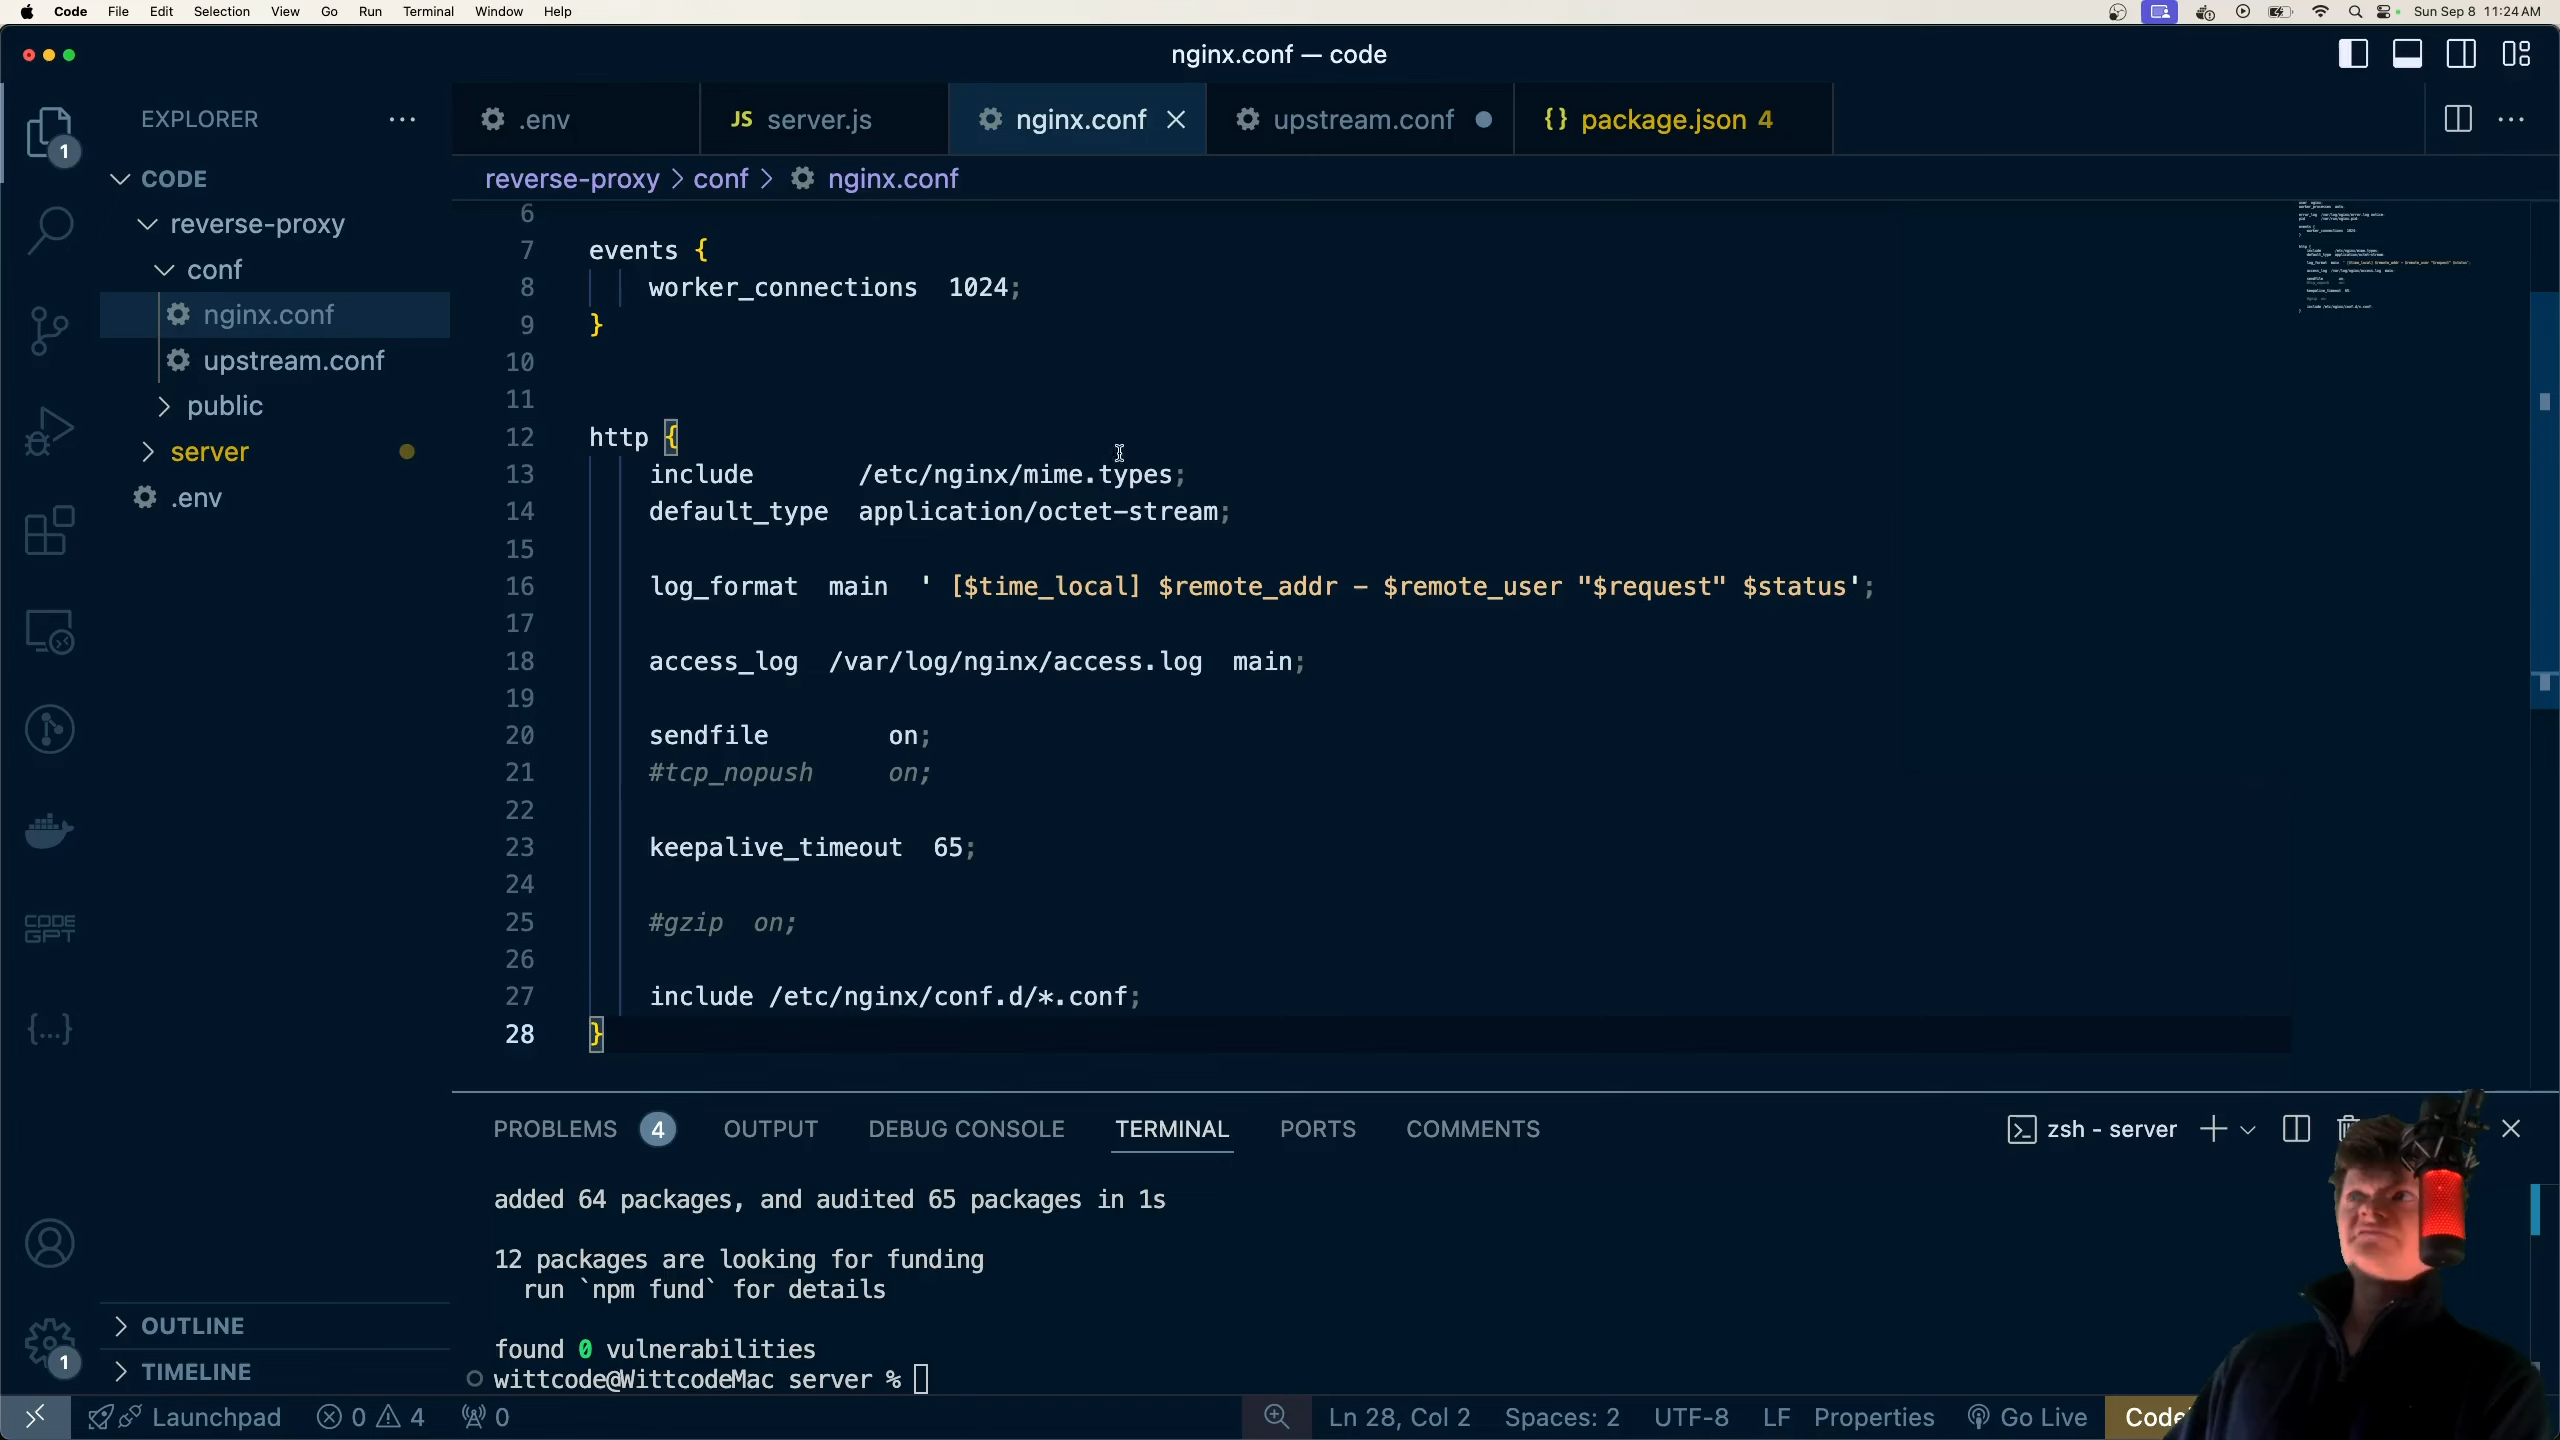 Code File Edit Selection View Go Run Terminal Window Help Sun Sep 8 11:24 AM
nginx.conf — code
EXPLORER
.env
JS server.js
nginx.conf
upstream.conf
{} package.json 4
1
CODE
reverse-proxy > conf > nginx.conf
reverse-proxy
conf
nginx.conf
upstream.conf
public
server
.env
6
7 events {
8 worker_connections 1024;
9 }
10
11
12 http {
13 include /etc/nginx/mime.types;
14 default_type application/octet-stream;
15
16 log_format main ' [$time_local] $remote_addr - $remote_user "$request" $status';
17
18 access_log /var/log/nginx/access.log main;
19
20 sendfile on;
21 #tcp_nopush on;
22
23 keepalive_timeout 65;
24
25 #gzip on;
26
27 include /etc/nginx/conf.d/*.conf;
28 }
CODE
GPT
{...}
PROBLEMS 4 OUTPUT DEBUG CONSOLE TERMINAL PORTS COMMENTS
zsh - server
added 64 packages, and audited 65 packages in 1s
12 packages are looking for funding
run `npm fund` for details
found 0 vulnerabilities
wittcode@WittcodeMac server %
OUTLINE
1
TIMELINE
Launchpad 0 4 0 Ln 28, Col 2 Spaces: 2 UTF-8 LF Properties Go Live Code